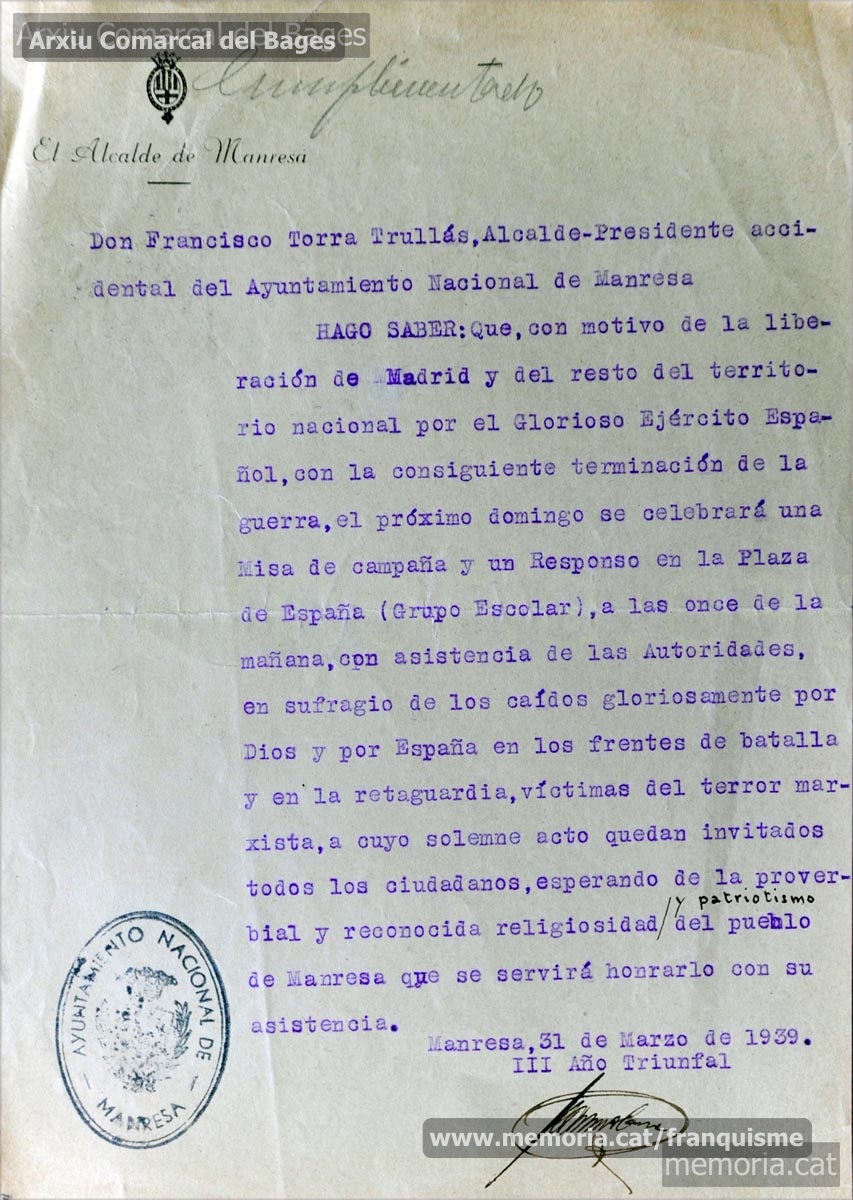 Arxiu Comarcal del Bages
Arxiu Comarcal del Bages
Cumplimentado
El Alcalde de Manresa
Don Francisco Torra Trullás, Alcalde-Presidente acci-
dental del Ayuntamiento Nacional de Manresa
HAGO SABER: Que, con motivo de la libe-
ración de Madrid y del resto del territo-
rio nacional por el Glorioso Ejército Espa-
ñol, con la consiguiente terminación de la
guerra, el próximo domingo se celebrará una
Misa de campaña y un Responso en la Plaza
de España (Grupo Escolar), a las once de la
mañana, con asistencia de las Autoridades,
en sufragio de los caídos gloriosamente por
Dios y por España en los frentes de batalla
y en la retaguardia, víctimas del terror mar-
xista, a cuyo solemne acto quedan invitados
todos los ciudadanos, esperando de la prover-
y patriotismo
bial y reconocida religiosidad/ del pueblo
de Manresa que se servirá honrarlo con su
asistencia.
Manresa, 31 de Marzo de 1939.
III Año Triunfal
AYUNTAMIENTO NACIONAL DE
MANRESA
www.memoria.cat/franquisme
memoria.cat